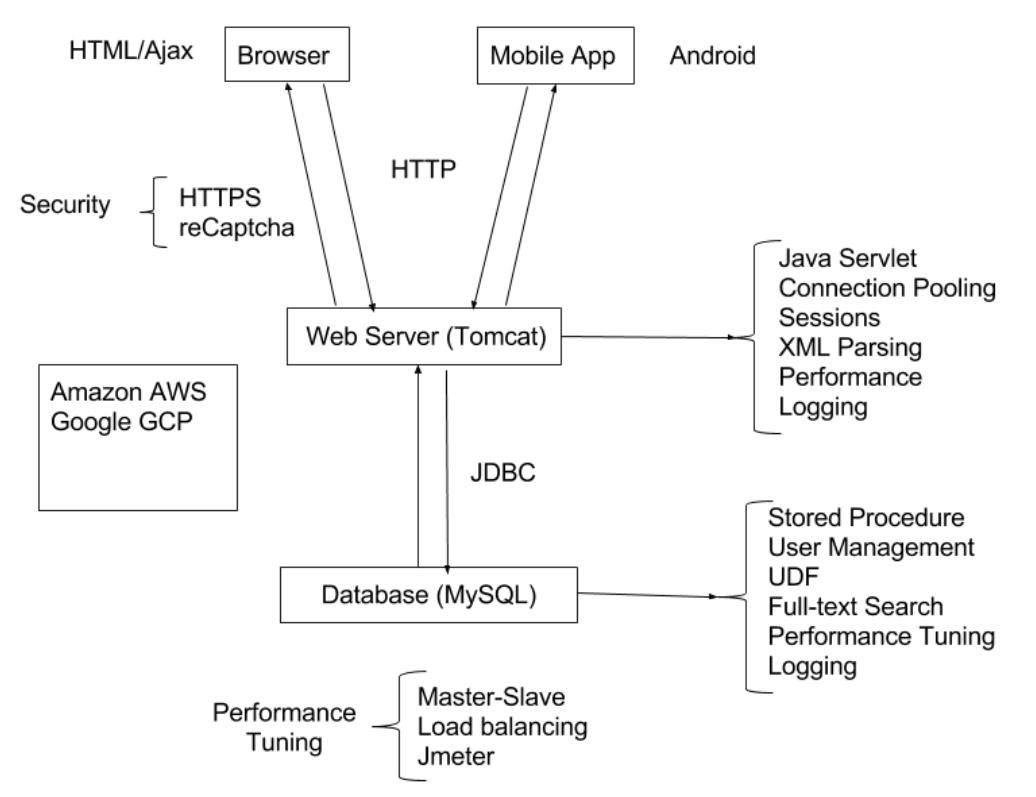 HTML/Ajax
Browser
Mobile App
Android
HTTP
Security
HTTPS
reCaptcha
Web Server (Tomcat)
Java Servlet
Connection Pooling
Sessions
XML Parsing
Performance
Logging
Amazon AWS
Google GCP
JDBC
Database (MySQL)
Stored Procedure
User Management
UDF
Full-text Search
Performance Tuning
Logging
Performance
Tuning
Master-Slave
Load balancing
Jmeter